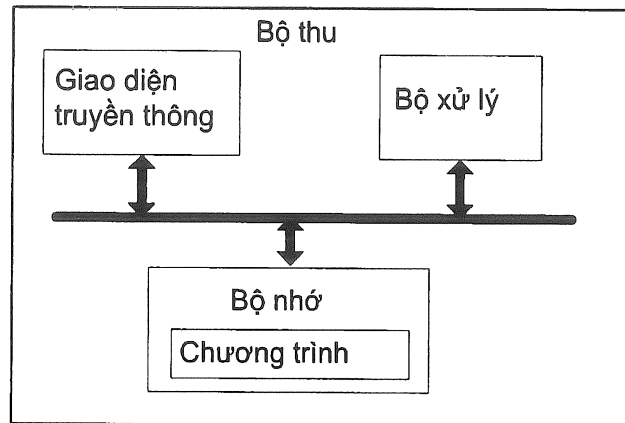 Bộ thu
Giao diện
truyền thông
Bộ xử lý
Bộ nhớ
Chương trình